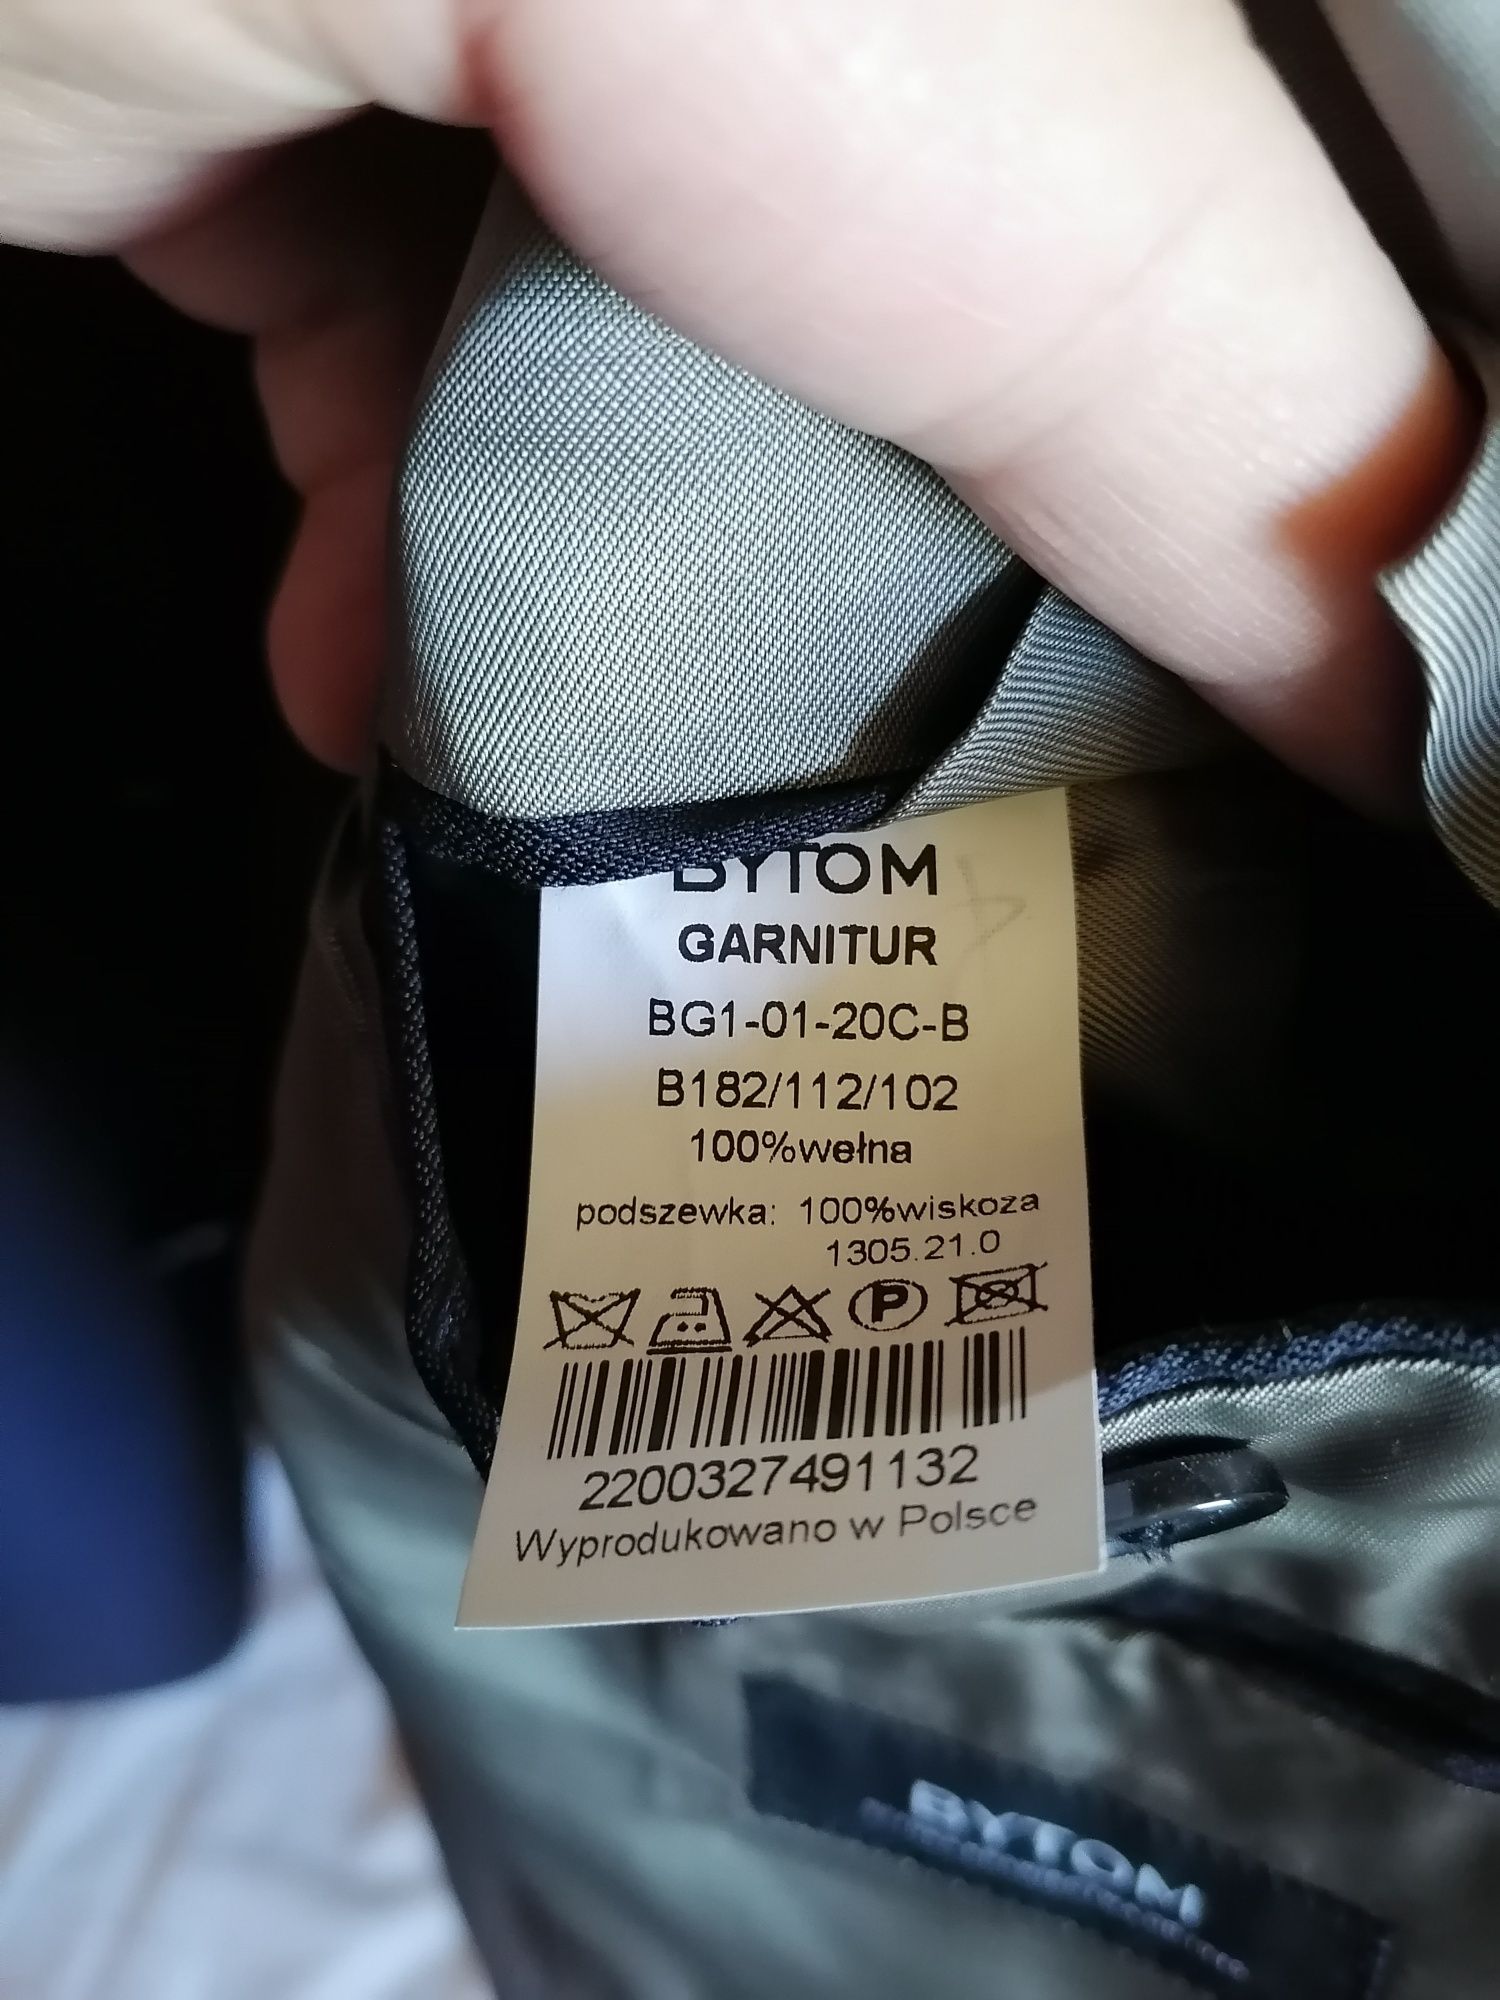 BYTOM
GARNITUR
BG1-01-20C-B
B182/112/102
100%wełna
podszewka: 100%wiskoza
1305.21.0
P
2200327491132
Wyprodukowano w Polsce
BYTOM